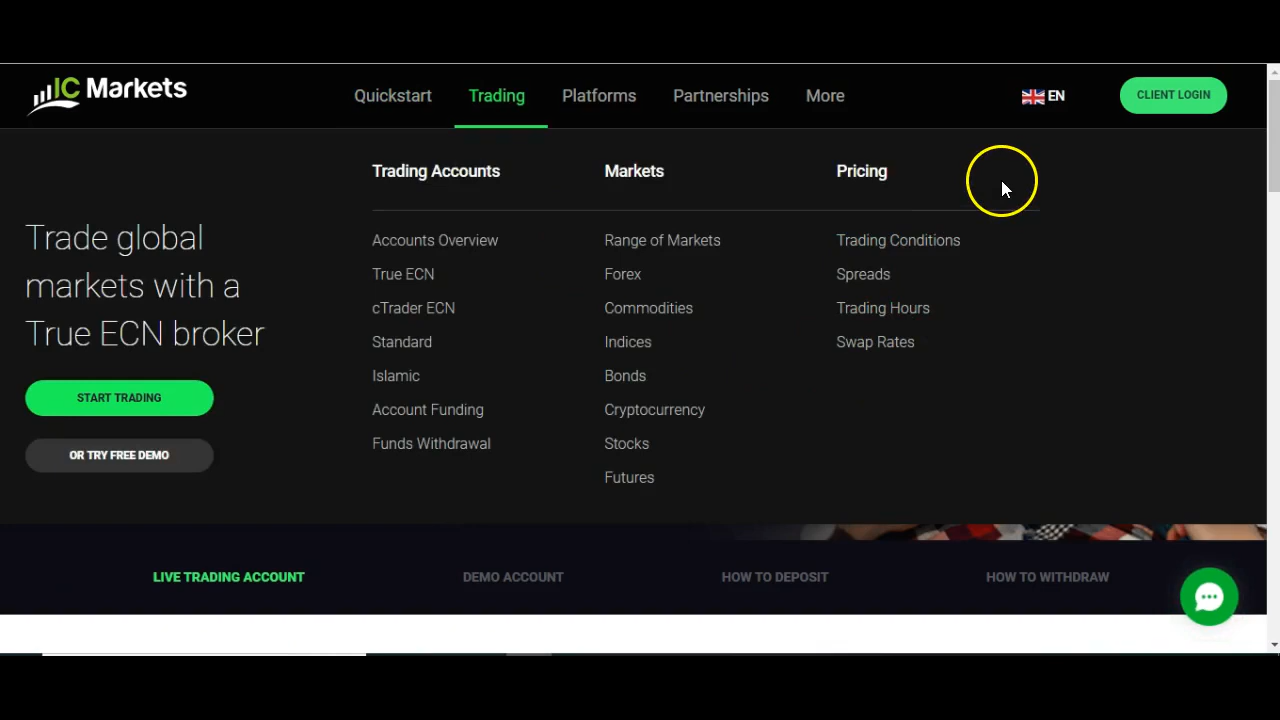 IC Markets
Quickstart
Trading
Platforms
Partnerships
More
EN
CLIENT LOGIN
Trade global
markets with a
True ECN broker
START TRADING
OR TRY FREE DEMO
Trading Accounts
Accounts Overview
True ECN
cTrader ECN
Standard
Islamic
Account Funding
Funds Withdrawal
Markets
Range of Markets
Forex
Commodities
Indices
Bonds
Cryptocurrency
Stocks
Futures
Pricing
Trading Conditions
Spreads
Trading Hours
Swap Rates
LIVE TRADING ACCOUNT
DEMO ACCOUNT
HOW TO DEPOSIT
HOW TO WITHDRAW